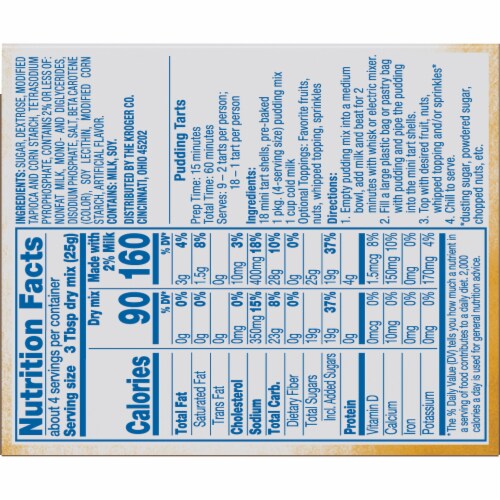 Nutrition Facts
about 4 servings per container
Serving size 3 Tbsp dry mix (25g)
Dry mix Made with 2% Milk
Calories 90 160
% DV* % DV*
Total Fat 0g 0% 3g 4%
Saturated Fat 0g 0% 1.5g 8%
Trans Fat 0g 0g
Cholesterol 0mg 0% 10mg 3%
Sodium 350mg 15% 400mg 18%
Total Carb. 23g 8% 28g 10%
Dietary Fiber 0g 0% 0g 0%
Total Sugars 19g 25g
Incl. Added Sugars 19g 37% 19g 37%
Protein 0g 4g
Vitamin D 0mcg 0% 1.5mcg 8%
Calcium 10mg 0% 150mg 10%
Iron 0mg 0% 0mg 0%
Potassium 0mg 0% 170mg 4%
*The % Daily Value (DV) tells you how much a nutrient in
a serving of food contributes to a daily diet. 2,000
calories a day is used for general nutrition advice.
INGREDIENTS: SUGAR, DEXTROSE, MODIFIED
TAPIOCA AND CORN STARCH, TETRASODIUM
PYROPHOSPHATE, CONTAINS 2% OR LESS OF:
NONFAT MILK, MONO- AND DIGLYCERIDES,
DISODIUM PHOSPHATE, SALT, BETA CAROTENE
(COLOR), SOY LECITHIN, MODIFIED CORN
STARCH, ARTIFICIAL FLAVOR.
CONTAINS: MILK, SOY.
DISTRIBUTED BY THE KROGER CO.
CINCINNATI, OHIO 45202
Pudding Tarts
Prep Time: 15 minutes
Total Time: 60 minutes
Serves: 9 – 2 tarts per person;
18 – 1 tart per person
Ingredients:
18 mini tart shells, pre-baked
1 pkg. (4-serving size) pudding mix
1 cup cold milk
Optional Toppings: Favorite fruits,
nuts, whipped topping, sprinkles
Directions:
1. Empty pudding mix into a medium
bowl, add milk and beat for 2
minutes with whisk or electric mixer.
2. Fill a large plastic bag or pastry bag
with pudding and pipe the pudding
into the mini tart shells.
3. Top with desired fruit, nuts,
whipped topping and/or sprinkles*
4. Chill to serve.
*dusting sugar, powdered sugar,
chopped nuts, etc.